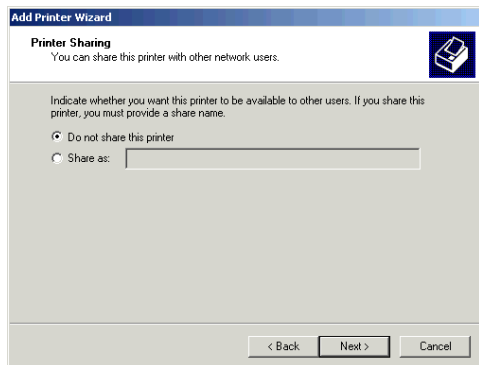 Add Printer Wizard
Printer Sharing
You can share this printer with other network users.
Indicate whether you want this printer to be available to other users. If you share this
printer, you must provide a share name.
Do not share this printer
Share as:
< Back
Next >
Cancel